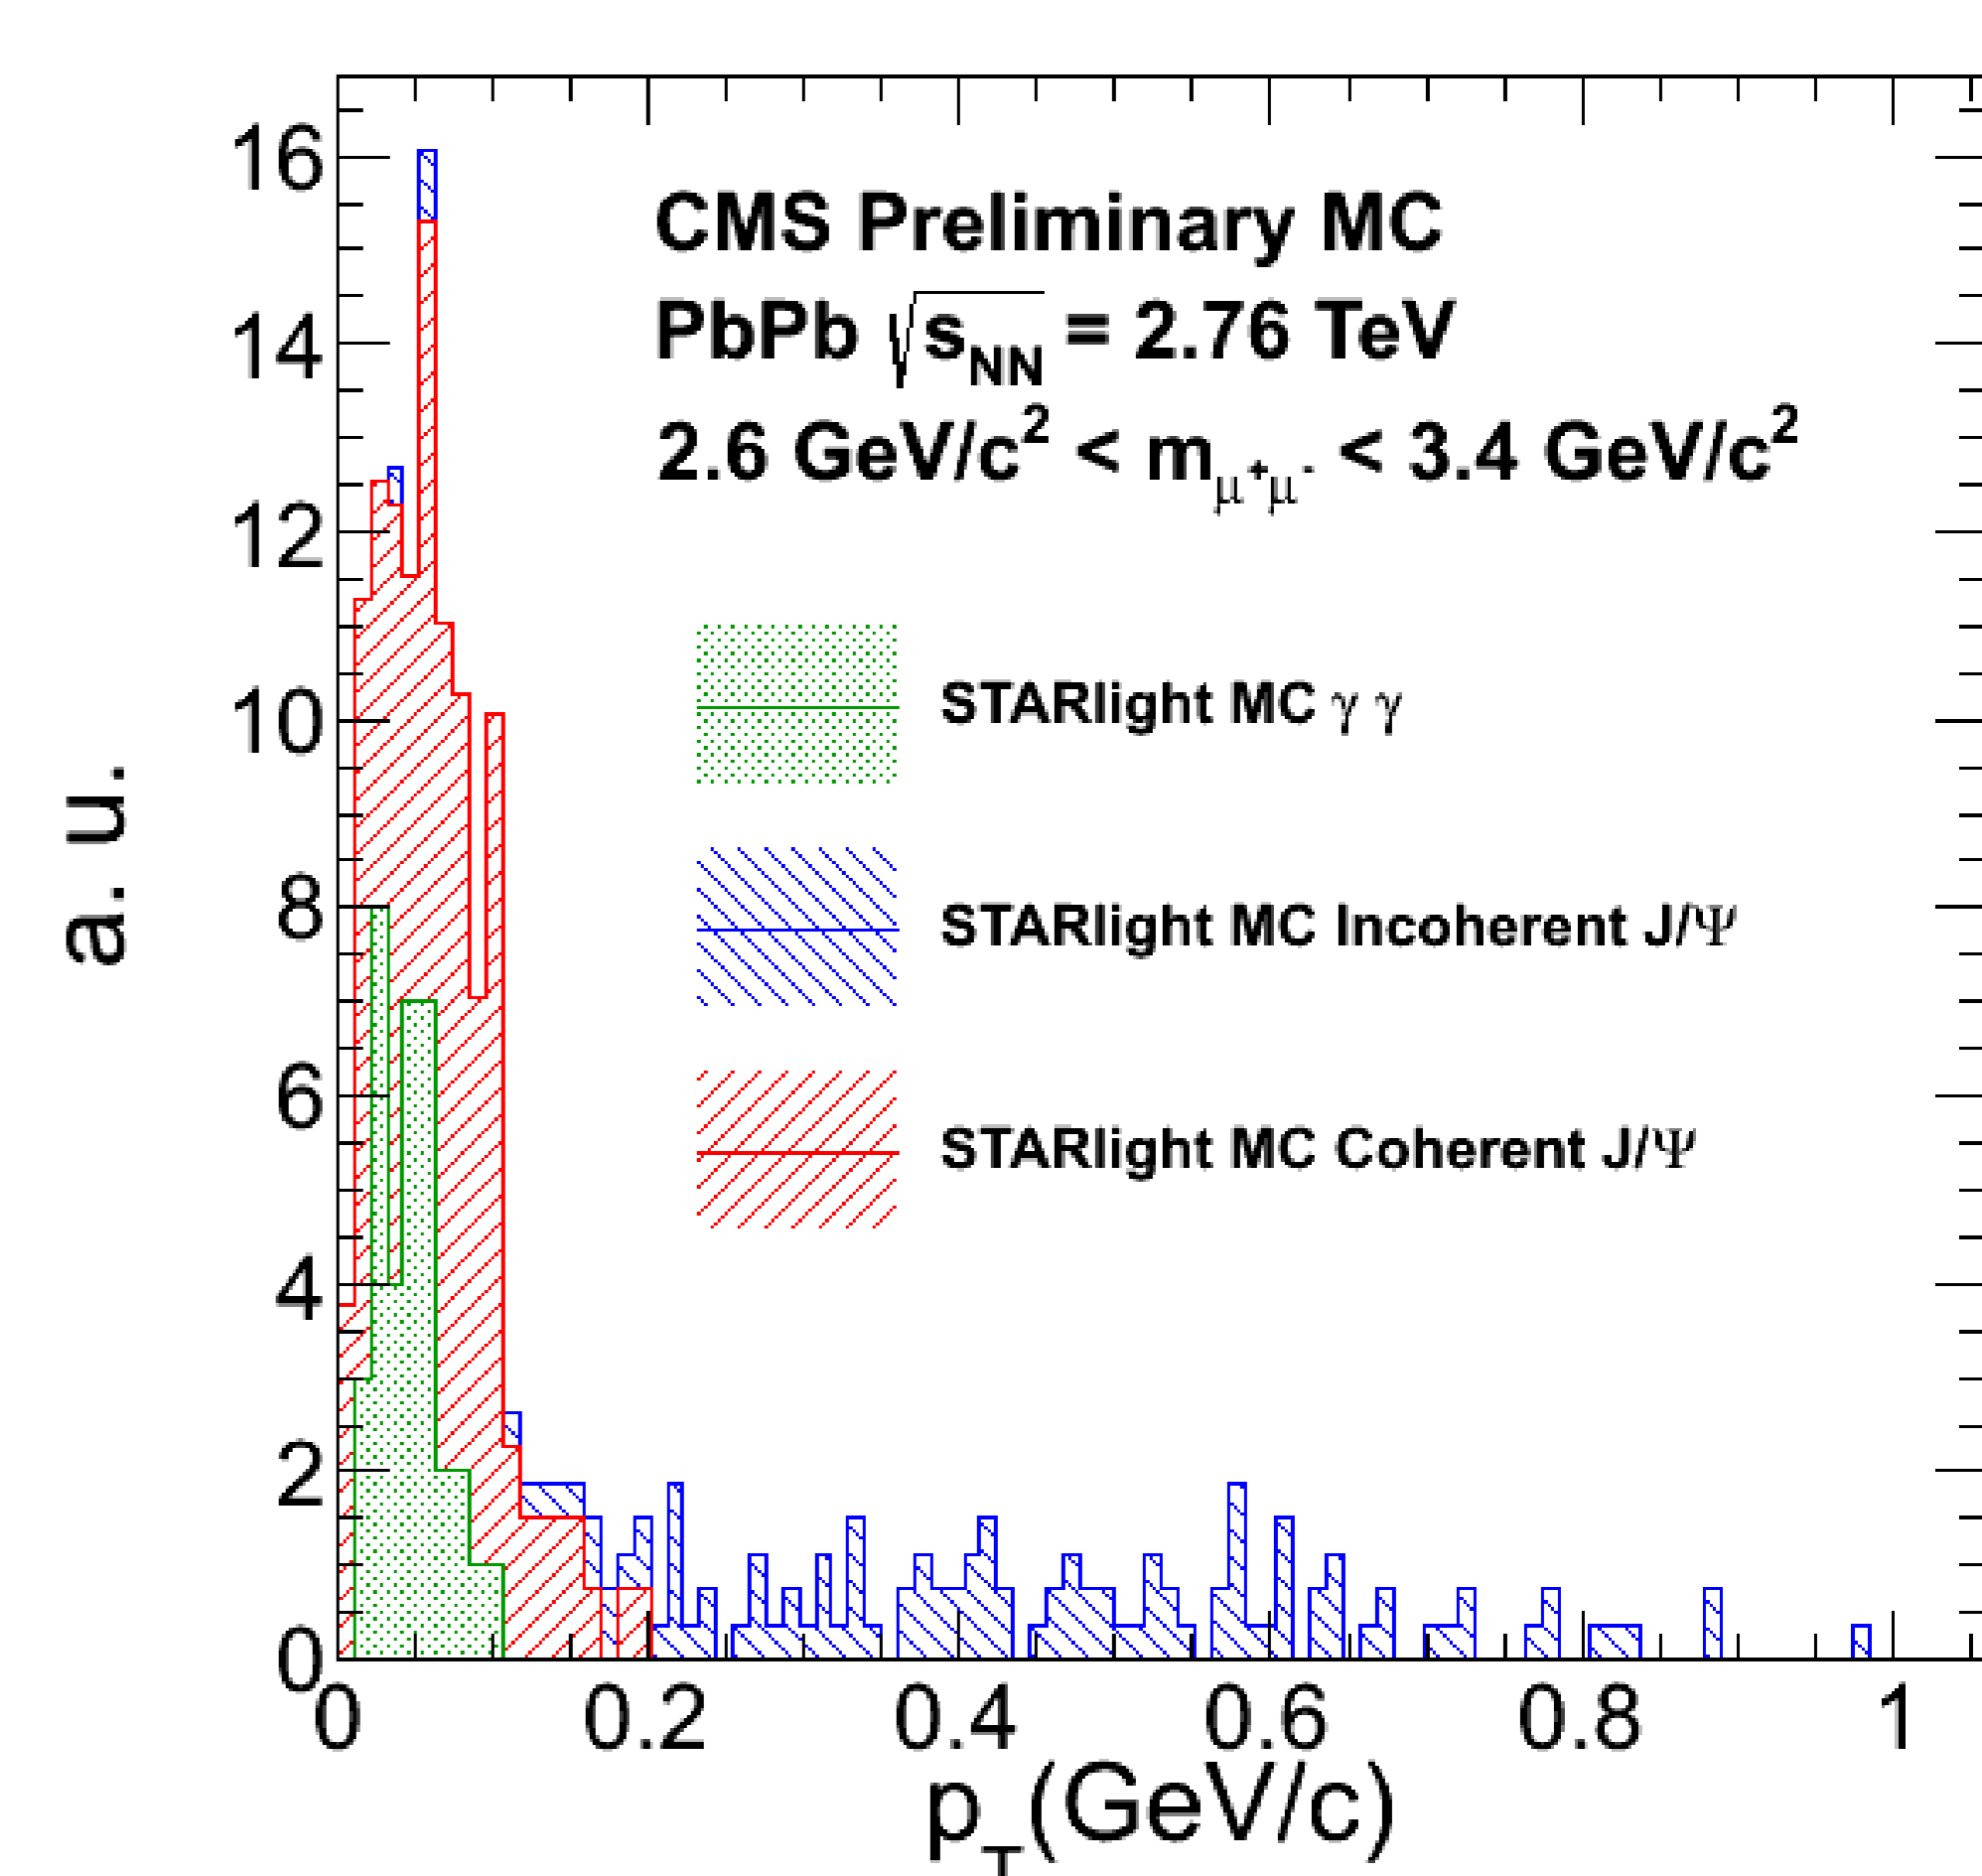 CMS Preliminary MC
PbPb √sNN = 2.76 TeV
2.6 GeV/c² < mμ⁺μ⁻ < 3.4 GeV/c²
STARlight MC γ γ
STARlight MC Incoherent J/Ψ
STARlight MC Coherent J/Ψ
a. u.
16
14
12
10
8
6
4
2
0
0 0.2 0.4 0.6 0.8 1
pT(GeV/c)